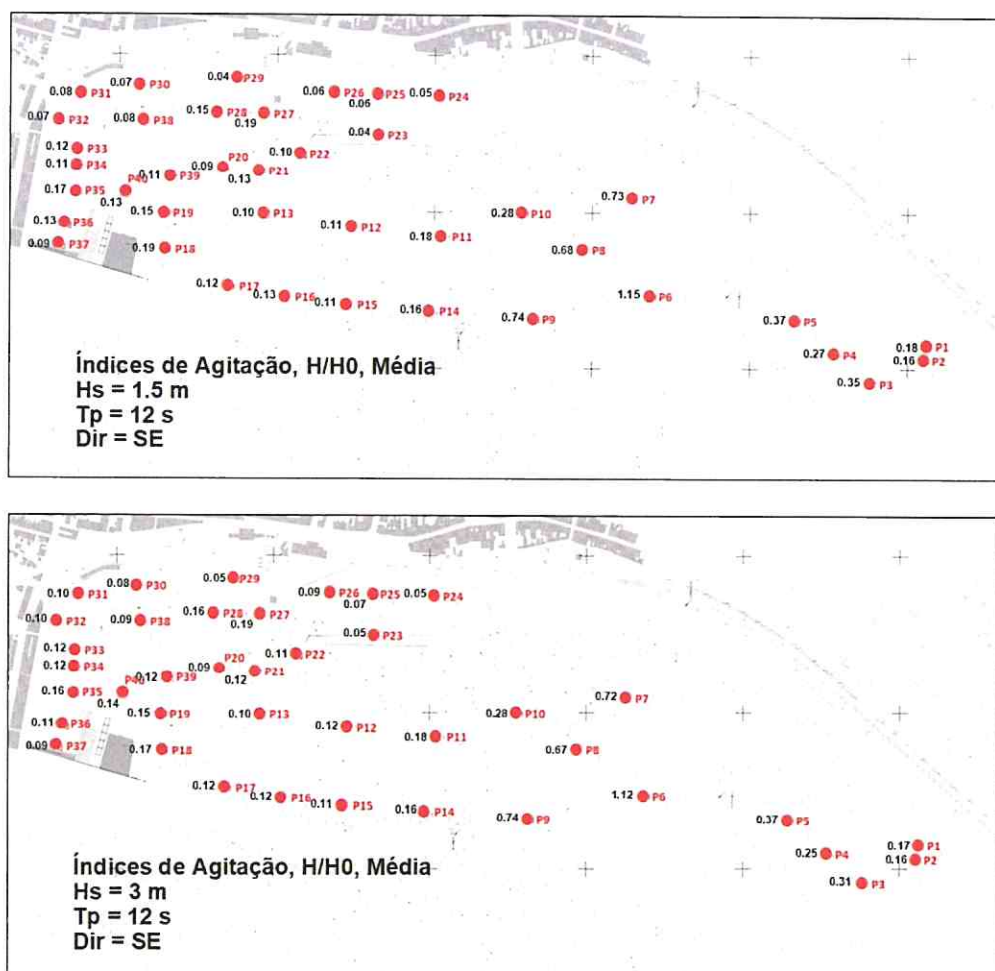 0.04 P29
0.07 P30
0.08 P31
0.06 P26
0.06 P25
0.05 P24
0.15 P28
0.19 P27
0.07 P32
0.08 P38
0.04 P23
0.12 P33
0.10 P22
0.11 P34
0.09 P20
0.13 P21
0.11 P39
0.17 P35
0.13 P40
0.73 P7
0.15 P19
0.10 P13
0.28 P10
0.13 P36
0.11 P12
0.18 P11
0.09 P37
0.19 P18
0.68 P8
0.12 P17
0.13 P16
0.11 P15
0.16 P14
1.15 P6
0.74 P9
0.37 P5
0.18 P1
0.27 P4
0.16 P2
0.35 P3
Índices de Agitação, H/H0, Média
Hs = 1.5 m
Tp = 12 s
Dir = SE
0.05 P29
0.08 P30
0.10 P31
0.09 P26
0.07 P25
0.05 P24
0.16 P28
0.19 P27
0.10 P32
0.09 P38
0.05 P23
0.12 P33
0.11 P22
0.12 P34
0.09 P20
0.12 P21
0.12 P39
0.16 P35
0.14 P40
0.72 P7
0.15 P19
0.10 P13
0.28 P10
0.11 P36
0.12 P12
0.18 P11
0.09 P37
0.17 P18
0.67 P8
0.12 P17
0.12 P16
0.11 P15
0.16 P14
1.12 P6
0.74 P9
0.37 P5
0.17 P1
0.25 P4
0.16 P2
0.31 P3
Índices de Agitação, H/H0, Média
Hs = 3 m
Tp = 12 s
Dir = SE